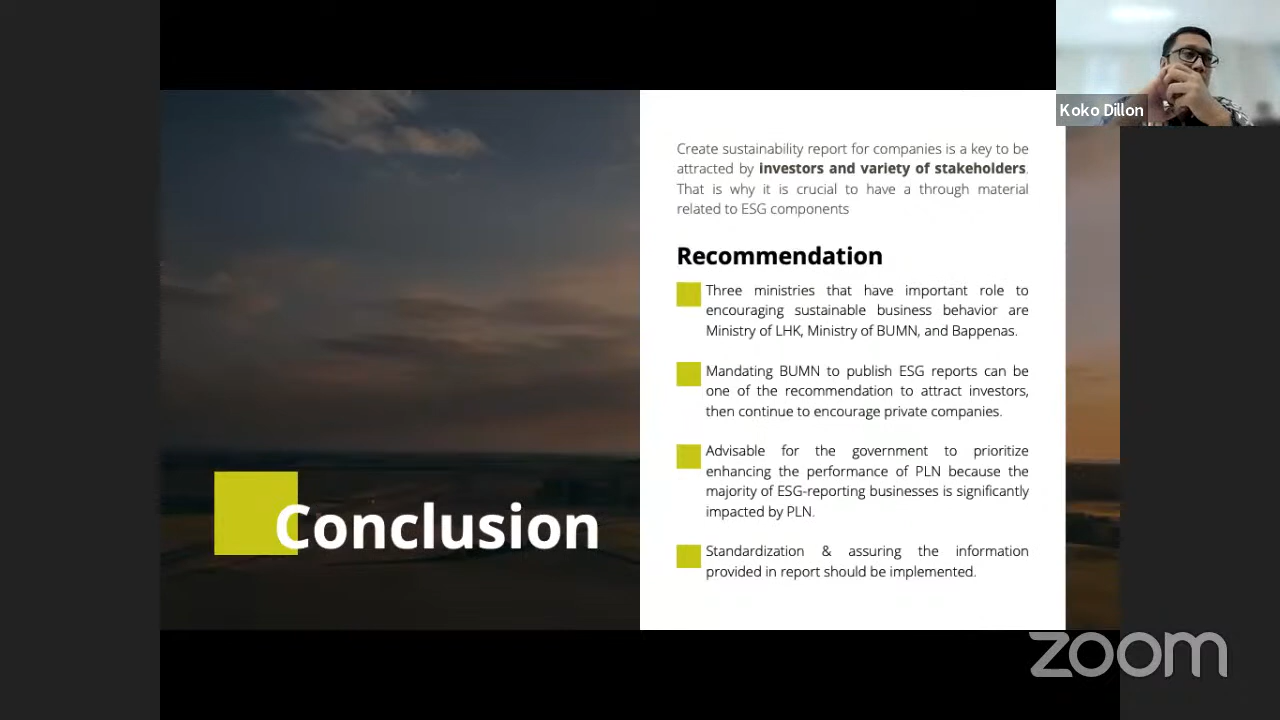 Koko Dillon
Create sustainability report for companies is a key to be
attracted by investors and variety of stakeholders.
That is why it is crucial to have a through material
related to ESG components
Recommendation
Three ministries that have important role to
encouraging sustainable business behavior are
Ministry of LHK, Ministry of BUMN, and Bappenas.
Mandating BUMN to publish ESG reports can be
one of the recommendation to attract investors,
then continue to encourage private companies.
Advisable for the government to prioritize
enhancing the performance of PLN because the
majority of ESG-reporting businesses is significantly
impacted by PLN.
Standardization & assuring the information
provided in report should be implemented.
Conclusion
zoom